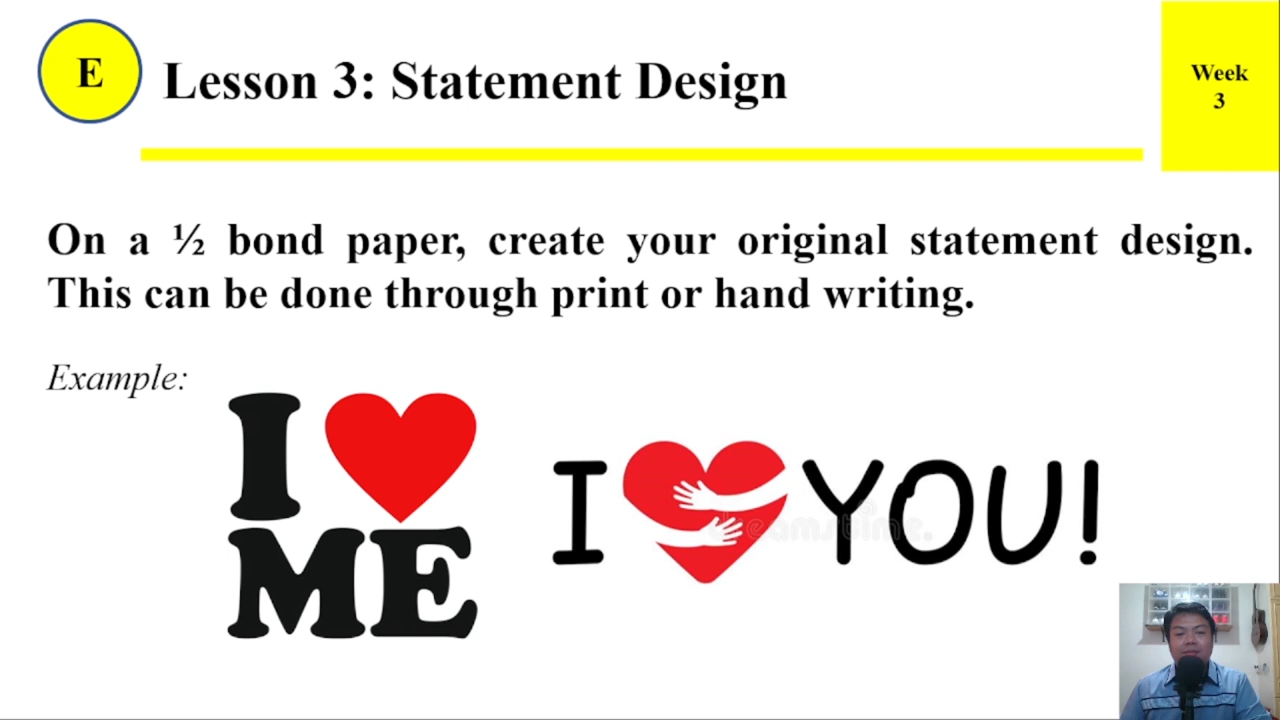 E
Lesson 3: Statement Design
Week
3
On a ½ bond paper, create your original statement design.
This can be done through print or hand writing.
Example:
I
ME
I YOU!
dreamstime.